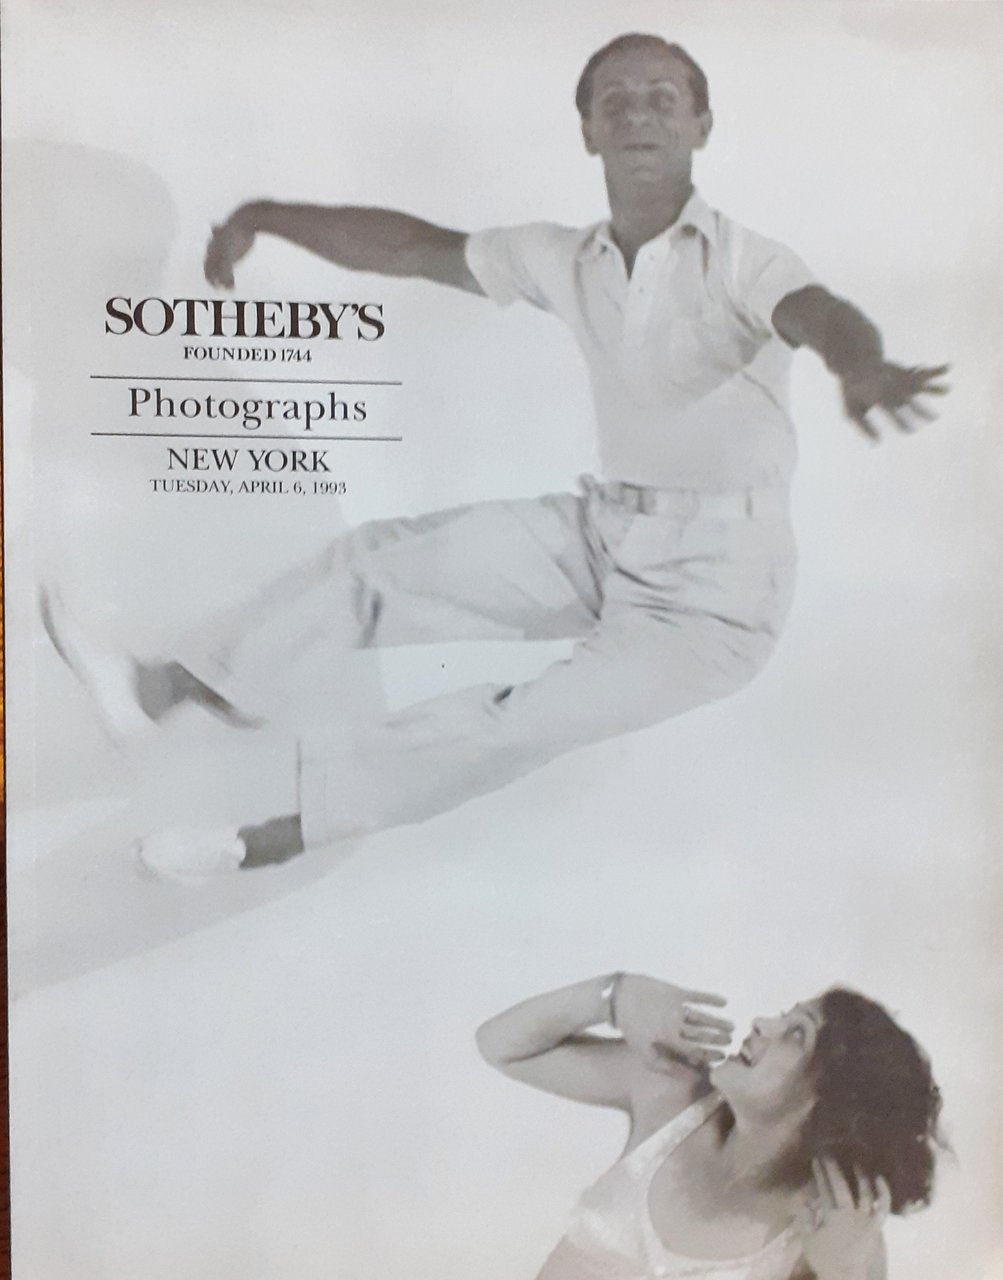 SOTHEBY'S
FOUNDED 1744
Photographs
NEW YORK
TUESDAY, APRIL 6, 1993